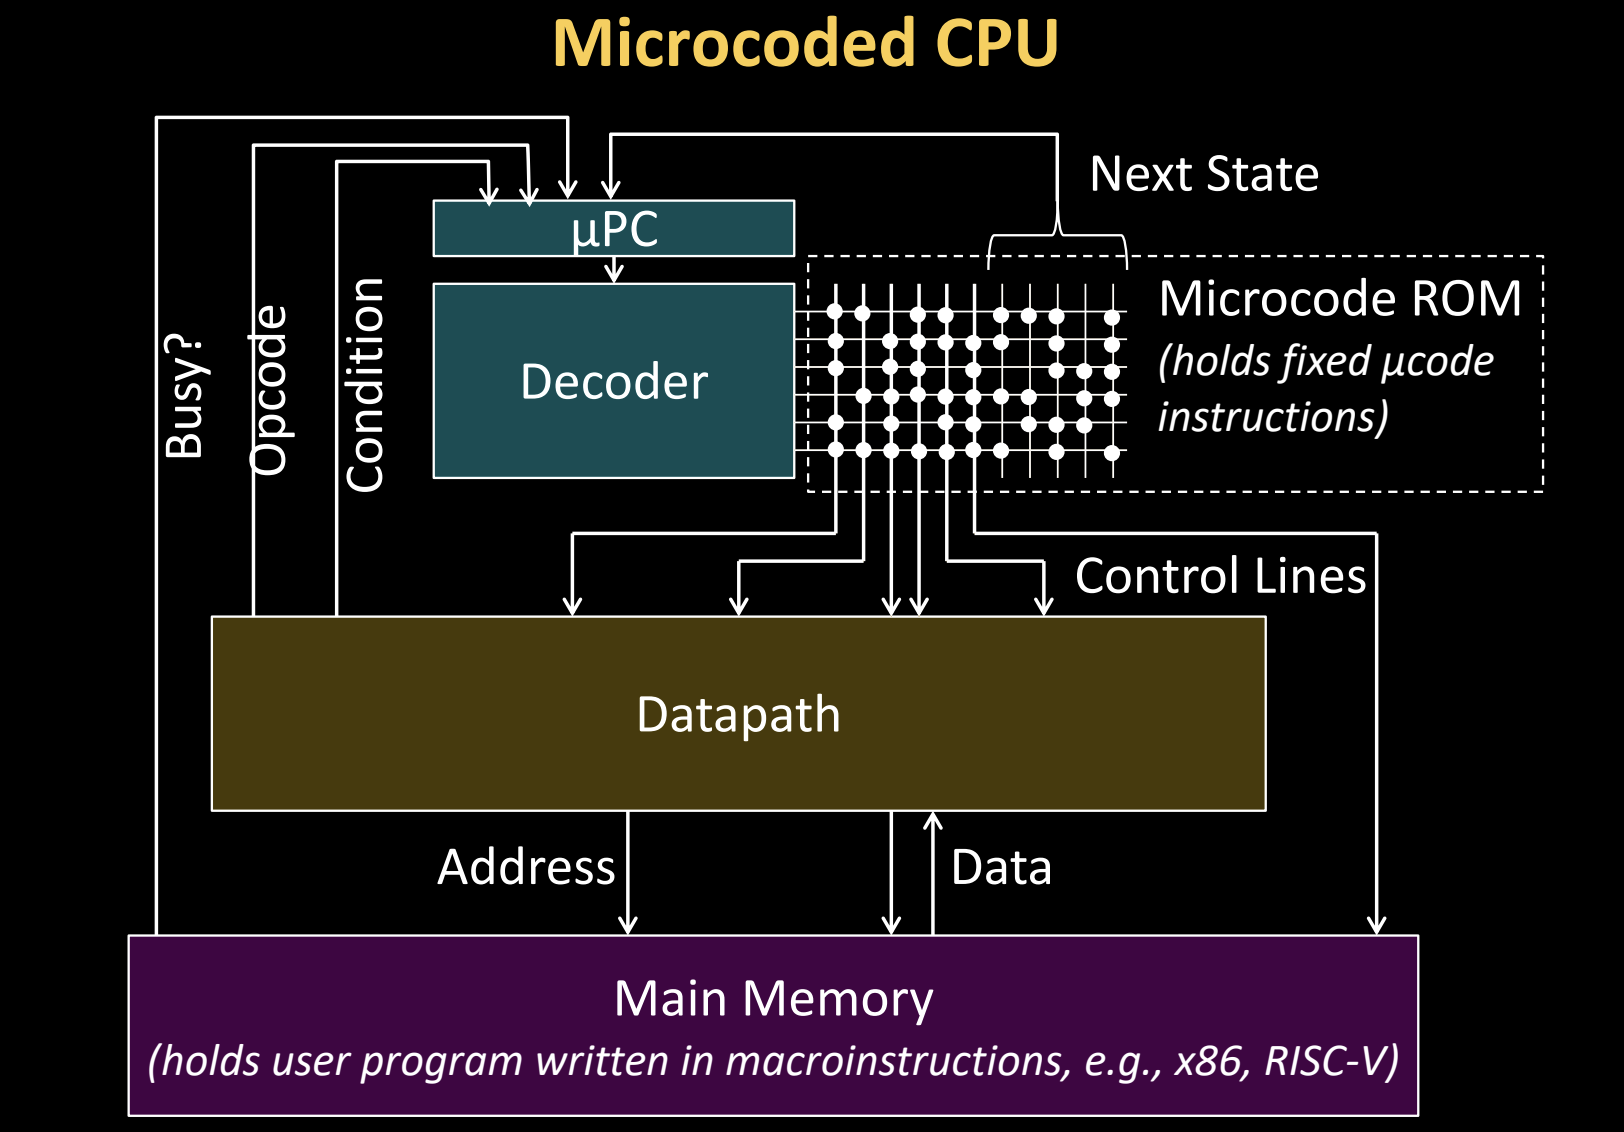 Microcoded CPU
Next State
µPC
Microcode ROM
(holds fixed µcode
instructions)
Decoder
Busy?
Opcode
Condition
Control Lines
Datapath
Address
Data
Main Memory
(holds user program written in macroinstructions, e.g., x86, RISC-V)